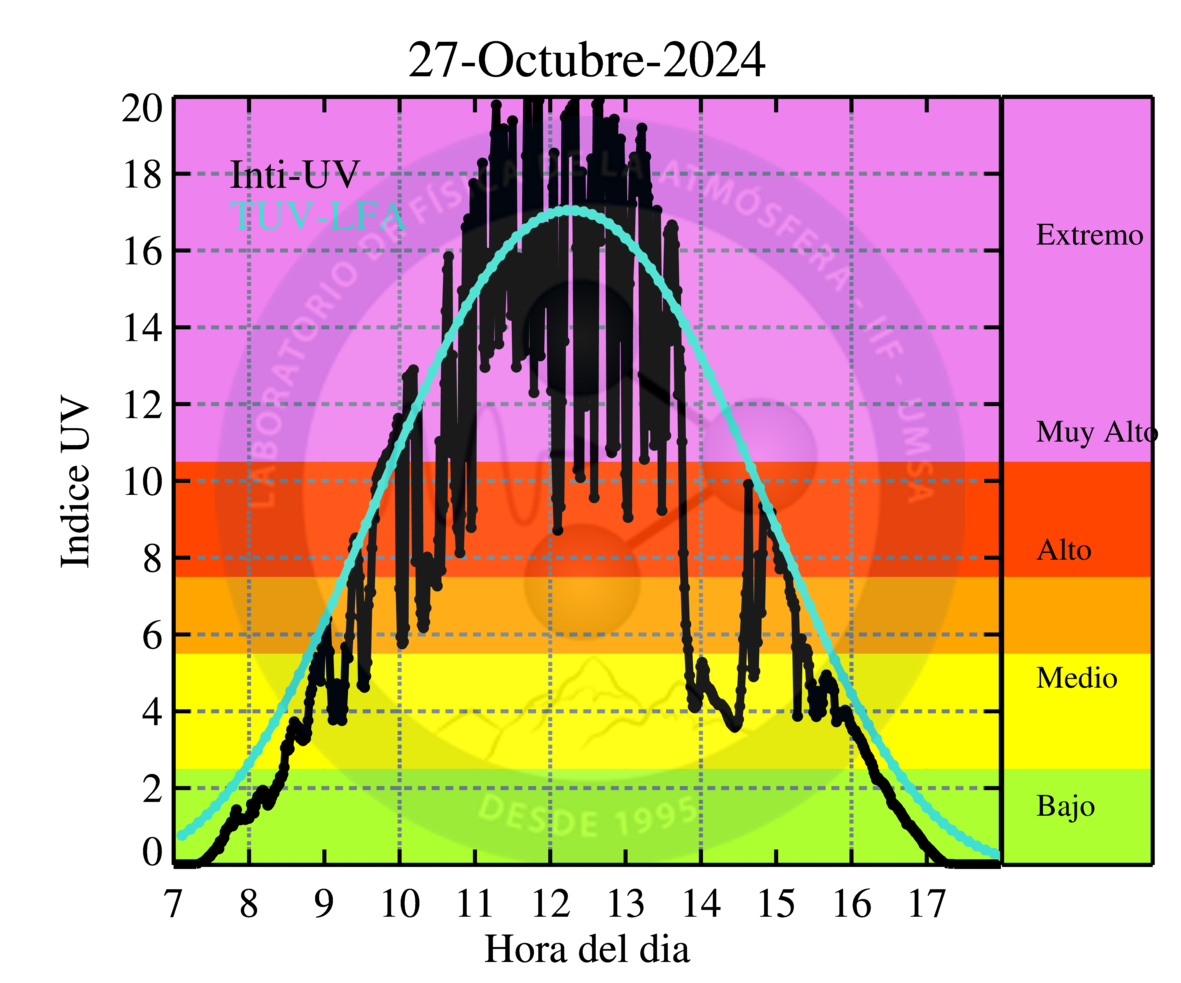 27-Octubre-2024
Inti-UV
TUV-LFA
LABORATORIO DE FÍSICA DE LA ATMÓSFERA - IIF - UMSA
DESDE 1995
Indice UV
20
18
16
14
12
10
8
6
4
2
0
7 8 9 10 11 12 13 14 15 16 17
Hora del dia
Extremo
Muy Alto
Alto
Medio
Bajo